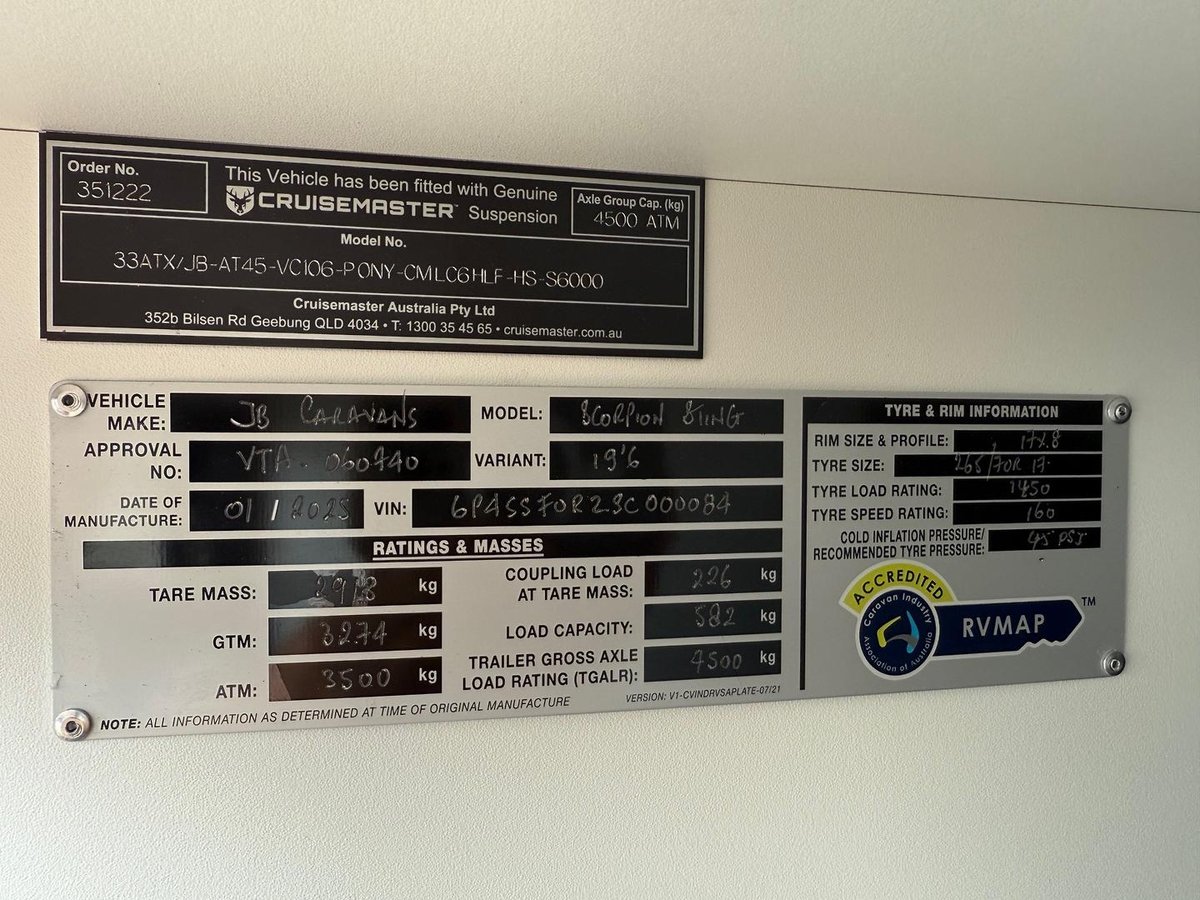 Order No.
351222
This Vehicle has been fitted with Genuine
CRUISEMASTER™ Suspension
Axle Group Cap. (kg)
4500 ATM
Model No.
33ATX/JB-AT45-VC106-PONY-CMLC6HLF-HS-S6000
Cruisemaster Australia Pty Ltd
352b Bilsen Rd Geebung QLD 4034 • T: 1300 35 45 65 • cruisemaster.com.au
VEHICLE MAKE: JB CARAVANS
MODEL: SCORPION STING
APPROVAL NO: VTA-060740
VARIANT: 19'6
DATE OF MANUFACTURE: 01 / 2025
VIN:
RATINGS & MASSES
TARE MASS: kg
COUPLING LOAD AT TARE MASS: 226 kg
GTM: 3274 kg
LOAD CAPACITY: 582 kg
ATM: 3500 kg
TRAILER GROSS AXLE LOAD RATING (TGALR): 4500 kg
NOTE: ALL INFORMATION AS DETERMINED AT TIME OF ORIGINAL MANUFACTURE
VERSION: V1-CVINDRVSAPLATE-07/21
TYRE & RIM INFORMATION
RIM SIZE & PROFILE: 17x8
TYRE SIZE: 265/70R 17.
TYRE LOAD RATING: 1450
TYRE SPEED RATING: 160
COLD INFLATION PRESSURE/
RECOMMENDED TYRE PRESSURE: 45 PSI
ACCREDITED
Caravan Industry
Association of Australia
RVMAP™